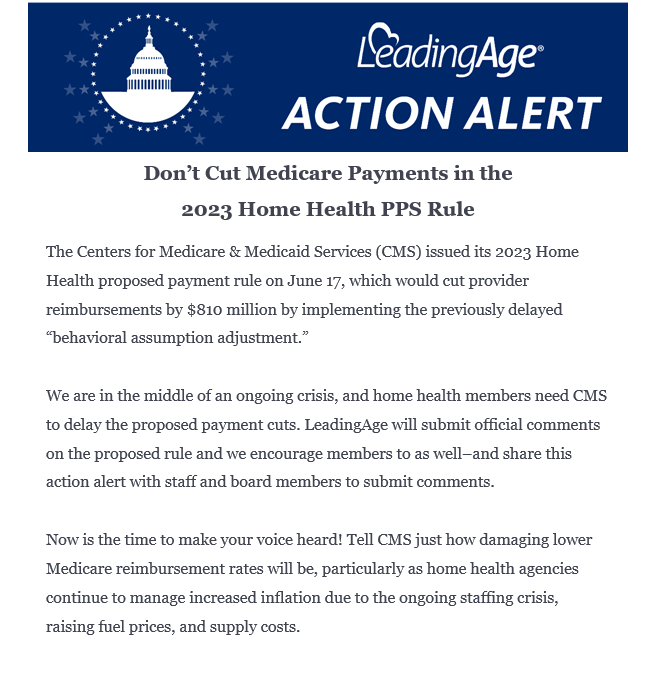 LeadingAge®
ACTION ALERT
Don’t Cut Medicare Payments in the
2023 Home Health PPS Rule
The Centers for Medicare & Medicaid Services (CMS) issued its 2023 Home
Health proposed payment rule on June 17, which would cut provider
reimbursements by $810 million by implementing the previously delayed
“behavioral assumption adjustment.”
We are in the middle of an ongoing crisis, and home health members need CMS
to delay the proposed payment cuts. LeadingAge will submit official comments
on the proposed rule and we encourage members to as well–and share this
action alert with staff and board members to submit comments.
Now is the time to make your voice heard! Tell CMS just how damaging lower
Medicare reimbursement rates will be, particularly as home health agencies
continue to manage increased inflation due to the ongoing staffing crisis,
raising fuel prices, and supply costs.